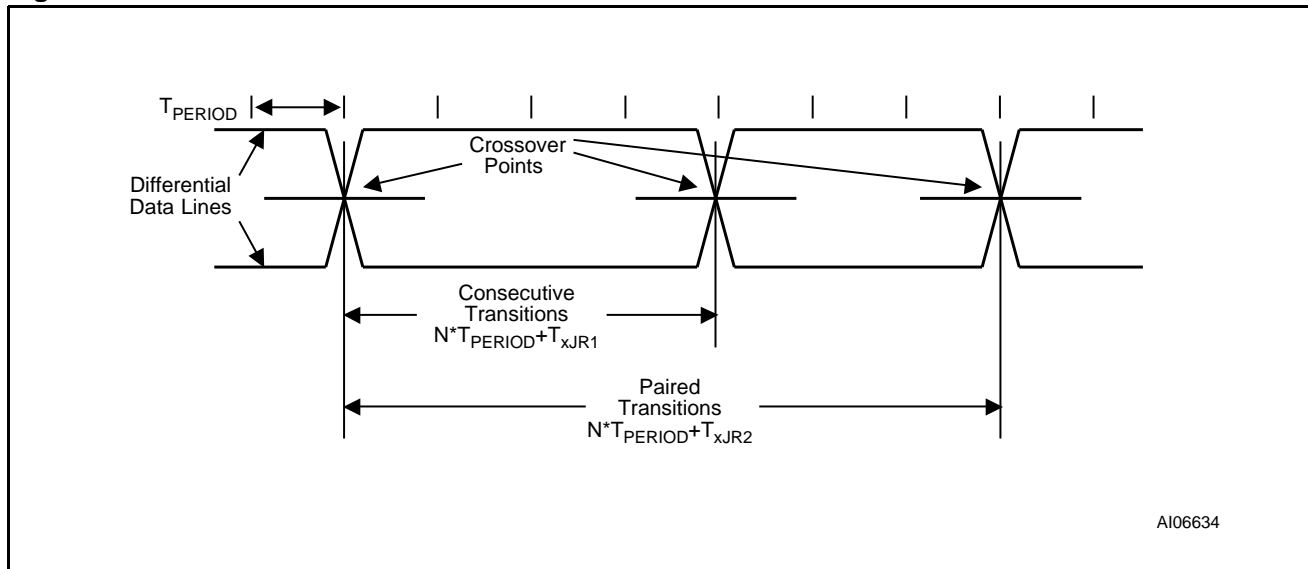 TPERIOD
Crossover
Points
Differential
Data Lines
Consecutive
Transitions
N*TPERIOD+TxJR1
Paired
Transitions
N*TPERIOD+TxJR2
AI06634